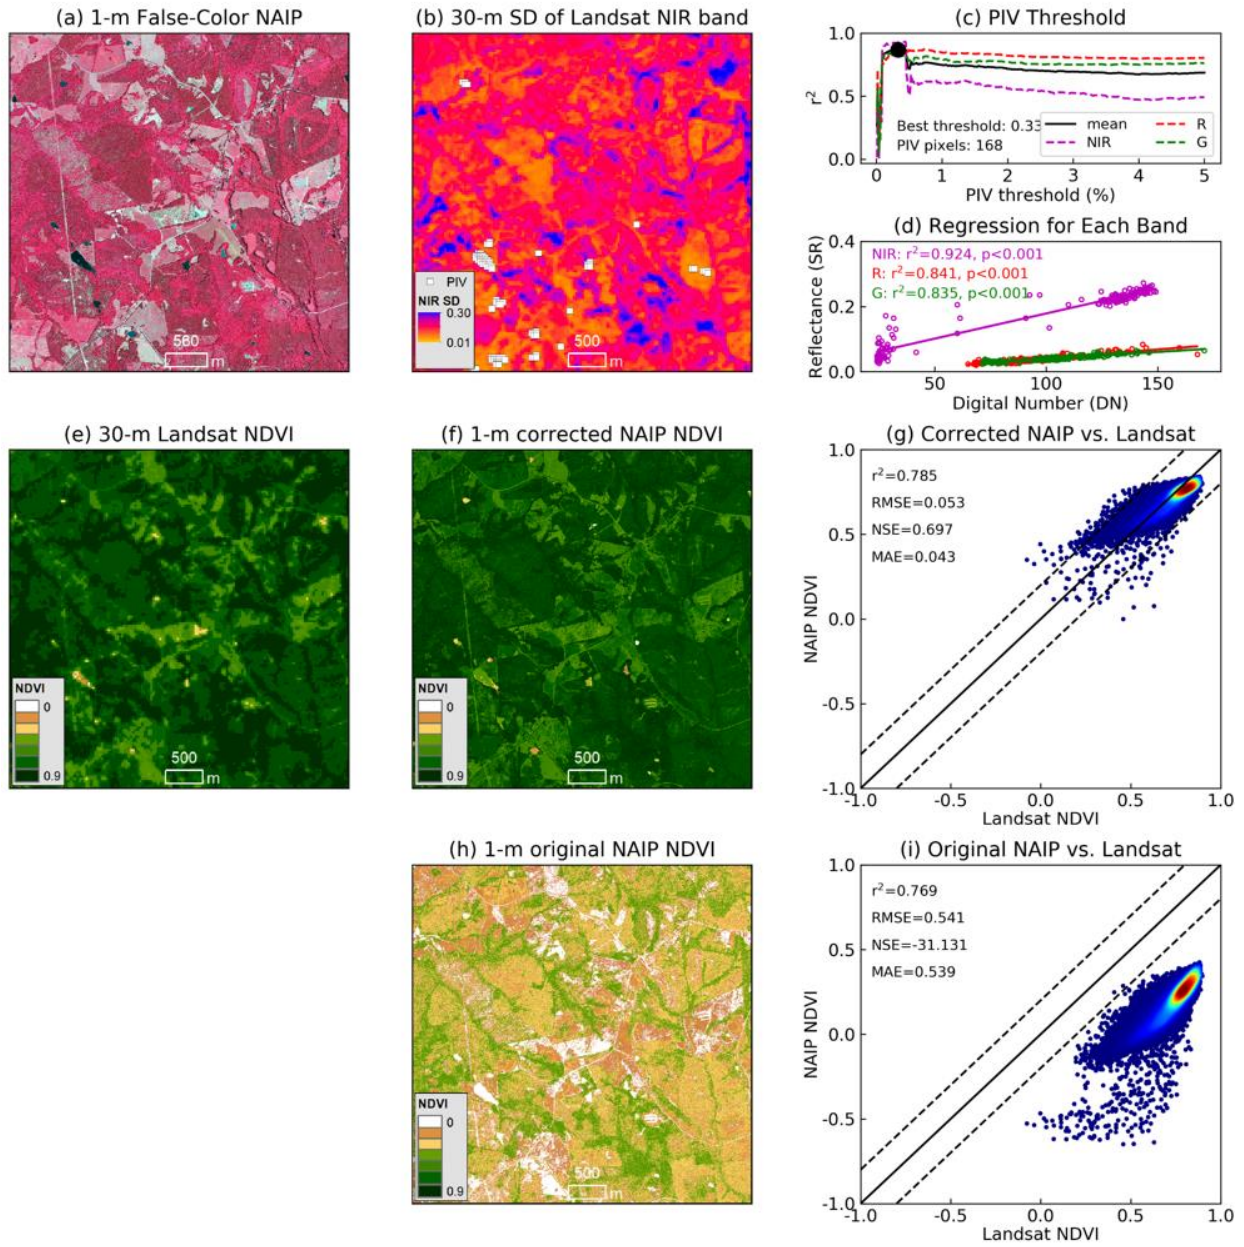 (a) 1-m False-Color NAIP
560
m
(b) 30-m SD of Landsat NIR band
PIV
NIR SD
0.30
0.01
500
m
(c) PIV Threshold
1.0
0.5
0.0
r²
Best threshold: 0.33
PIV pixels: 168
mean
NIR
R
G
0 1 2 3 4 5
PIV threshold (%)
(d) Regression for Each Band
0.4
0.2
0.0
Reflectance (SR)
NIR: r²=0.924, p<0.001
R: r²=0.841, p<0.001
G: r²=0.835, p<0.001
50 100 150
Digital Number (DN)
(e) 30-m Landsat NDVI
NDVI
0
0.9
500
m
(f) 1-m corrected NAIP NDVI
NDVI
0
0.9
500
m
(g) Corrected NAIP vs. Landsat
1.0
0.5
0.0
-0.5
-1.0
NAIP NDVI
r²=0.785
RMSE=0.053
NSE=0.697
MAE=0.043
-1.0 -0.5 0.0 0.5 1.0
Landsat NDVI
(h) 1-m original NAIP NDVI
NDVI
0
0.9
500
m
(i) Original NAIP vs. Landsat
1.0
0.5
0.0
-0.5
-1.0
NAIP NDVI
r²=0.769
RMSE=0.541
NSE=-31.131
MAE=0.539
-1.0 -0.5 0.0 0.5 1.0
Landsat NDVI